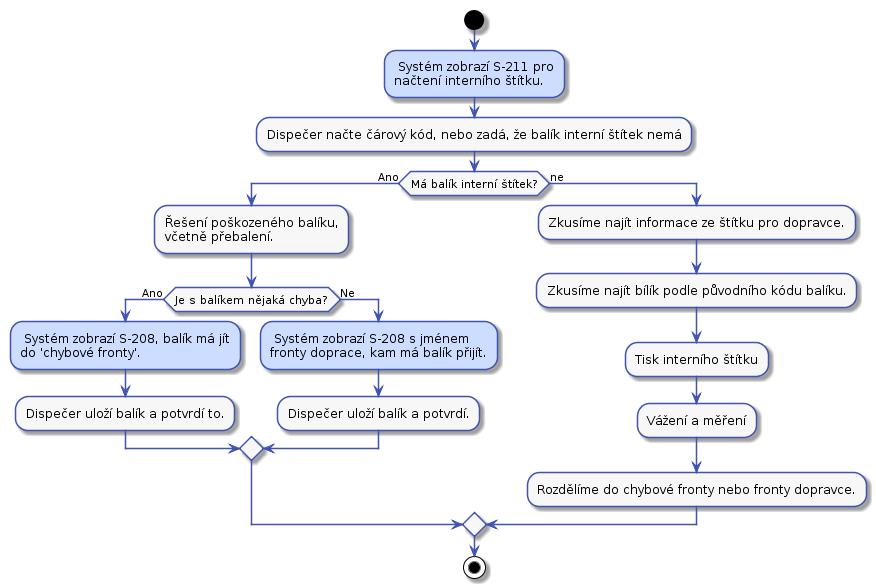 Systém zobrazí S-211 pro
načtení interního štítku.
Dispečer načte čárový kód, nebo zadá, že balík interní štítek nemá
Má balík interní štítek?
Ano
ne
Řešení poškozeného balíku,
včetně přebalení.
Je s balíkem nějaká chyba?
Ano
Ne
Systém zobrazí S-208, balík má jít
do 'chybové fronty'.
Dispečer uloží balík a potvrdí to.
Systém zobrazí S-208 s jménem
fronty doprace, kam má balík přijít.
Dispečer uloží balík a potvrdí.
Zkusíme najít informace ze štítku pro dopravce.
Zkusíme najít bílík podle původního kódu balíku.
Tisk interního štítku
Vážení a měření
Rozdělíme do chybové fronty nebo fronty dopravce.